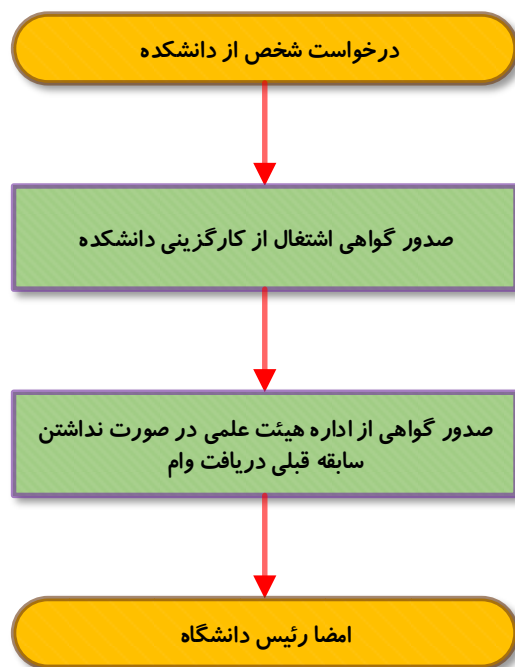 درخواست شخص از دانشکده
صدور گواهی اشتغال از کارگزینی دانشکده
صدور گواهی از اداره هیئت علمی در صورت نداشتن
سابقه قبلی دریافت وام
امضا رئیس دانشگاه